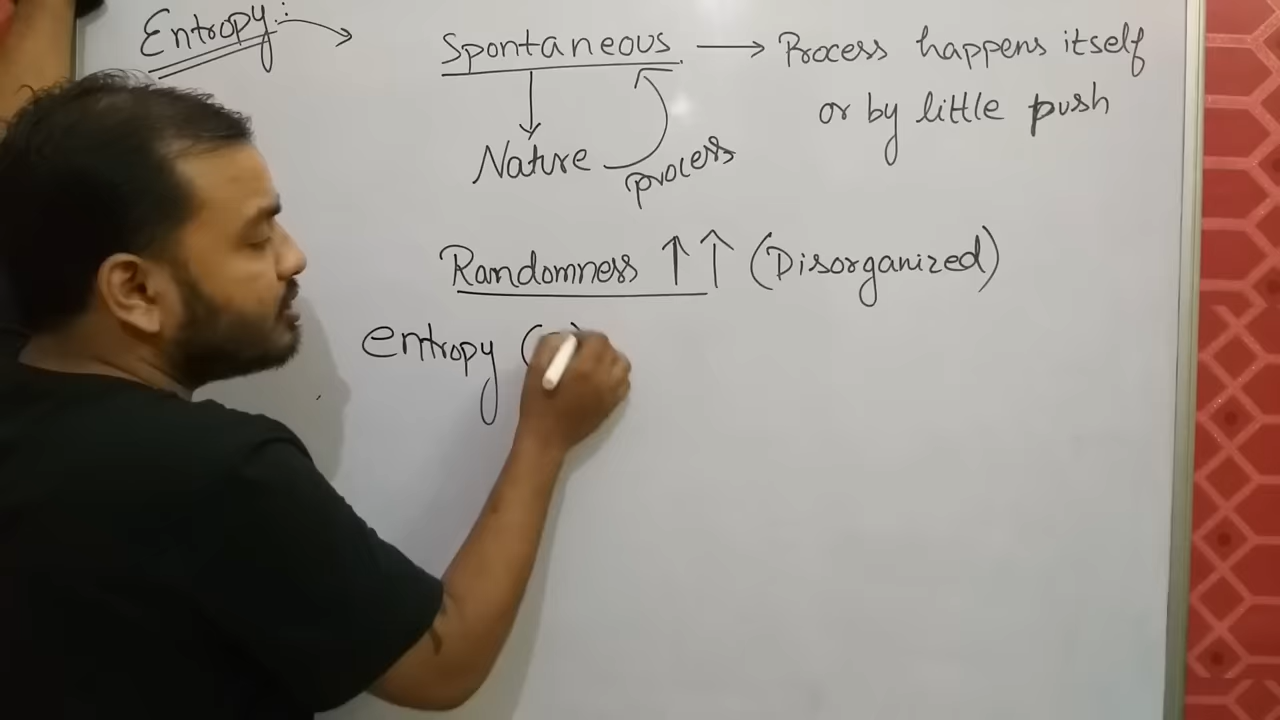 Entropy :→ Spontaneous → Process happens itself
or by little push
↓
Nature process
Randomness ↑↑ (Disorganized)
entropy (